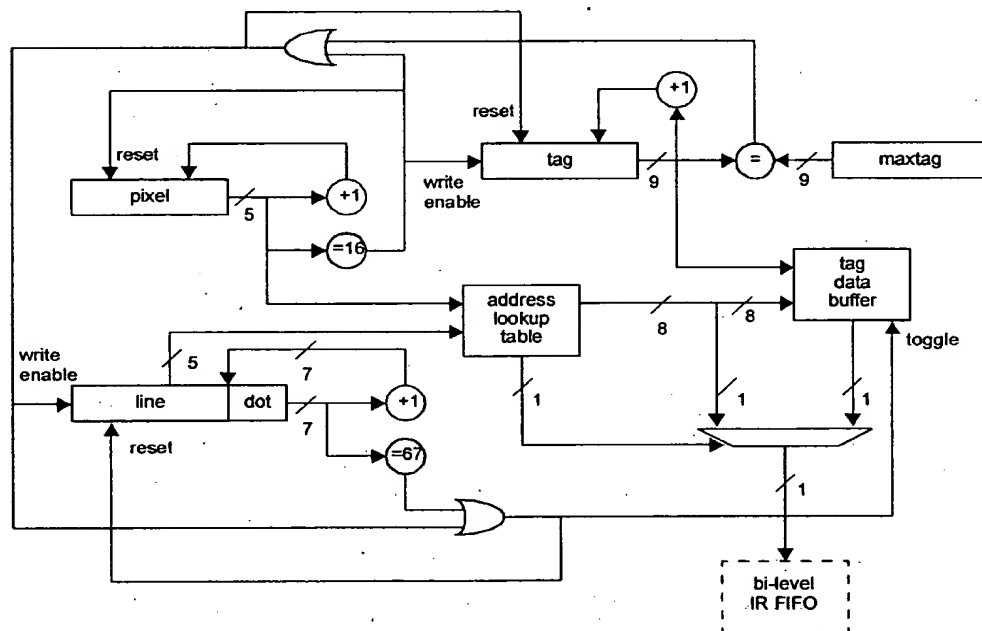 +1
reset
reset
tag
=
maxtag
9
9
write
enable
pixel
+1
5
=16
address
lookup
table
tag
data
buffer
8
8
toggle
write
enable
5
7
line
dot
+1
7
1
1
1
reset
=67
1
bi-level
IR FIFO